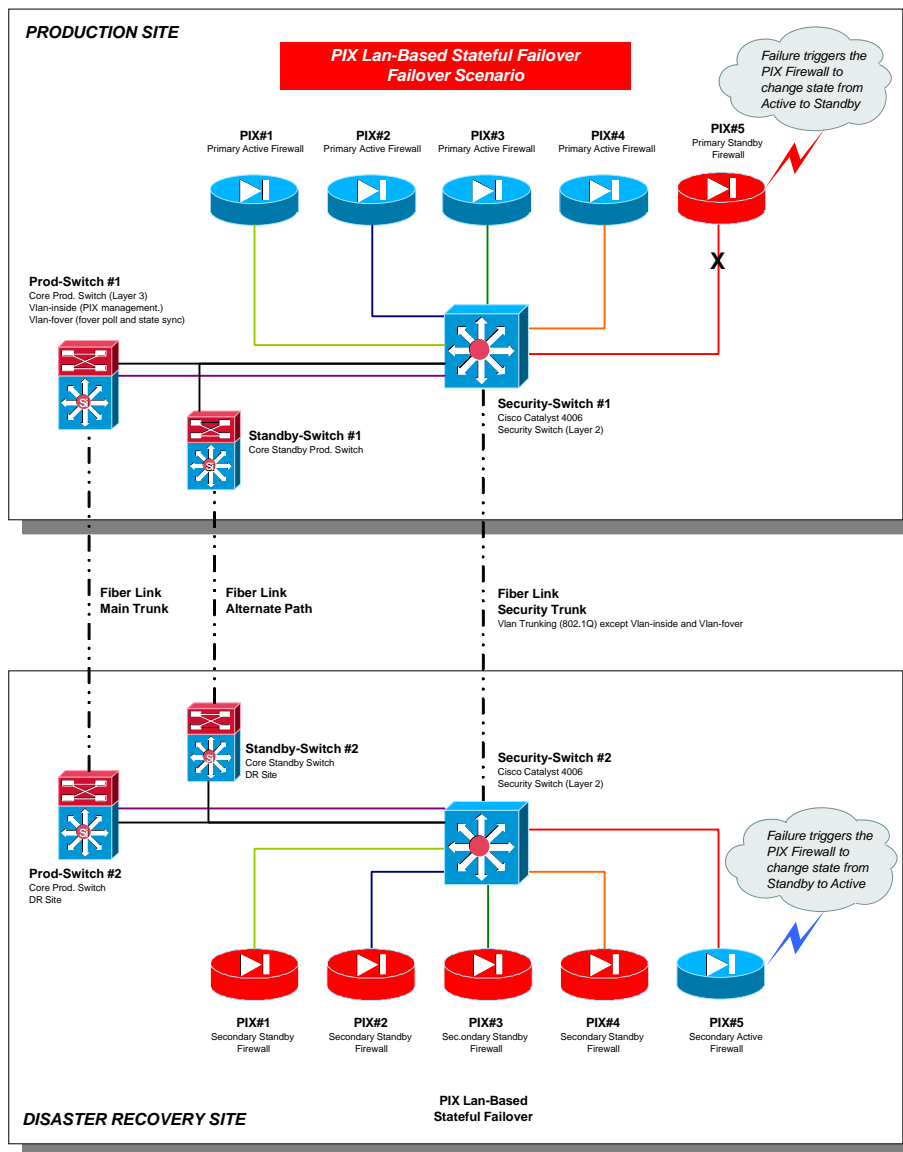 PRODUCTION SITE
PIX Lan-Based Stateful Failover
Failover Scenario
Failure triggers the
PIX Firewall to
change state from
Active to Standby
PIX#1
Primary Active Firewall
PIX#2
Primary Active Firewall
PIX#3
Primary Active Firewall
PIX#4
Primary Active Firewall
PIX#5
Primary Standby
Firewall
X
Prod-Switch #1
Core Prod. Switch (Layer 3)
Vlan-inside (PIX management.)
Vlan-fover (fover poll and state sync)
Si
Security-Switch #1
Cisco Catalyst 4006
Security Switch (Layer 2)
Standby-Switch #1
Core Standby Prod. Switch
Si
Fiber Link
Main Trunk
Fiber Link
Alternate Path
Fiber Link
Security Trunk
Vlan Trunking (802.1Q) except Vlan-inside and Vlan-fover
Standby-Switch #2
Core Standby Switch
DR Site
Si
Security-Switch #2
Cisco Catalyst 4006
Security Switch (Layer 2)
Si
Prod-Switch #2
Core Prod. Switch
DR Site
Failure triggers the
PIX Firewall to
change state from
Standby to Active
PIX#1
Secondary Standby
Firewall
PIX#2
Secondary Standby
Firewall
PIX#3
Sec.ondary Standby
Firewall
PIX#4
Secondary Standby
Firewall
PIX#5
Secondary Active
Firewall
PIX Lan-Based
Stateful Failover
DISASTER RECOVERY SITE